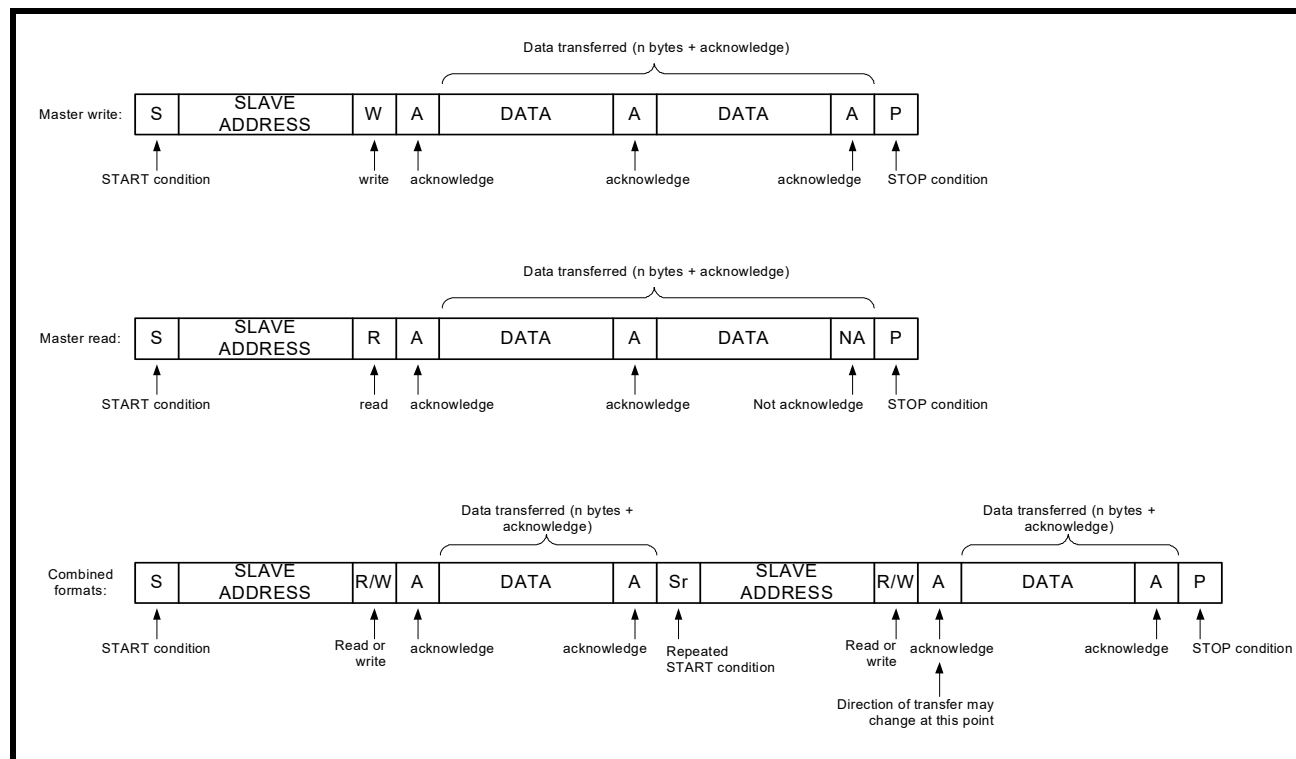 Data transferred (n bytes + acknowledge)
Master write:
S
SLAVE
ADDRESS
W
A
DATA
A
DATA
A
P
START condition
write
acknowledge
acknowledge
acknowledge
STOP condition
Data transferred (n bytes + acknowledge)
Master read:
S
SLAVE
ADDRESS
R
A
DATA
A
DATA
NA
P
START condition
read
acknowledge
acknowledge
Not acknowledge
STOP condition
Data transferred (n bytes +
acknowledge)
Data transferred (n bytes +
acknowledge)
Combined
formats:
S
SLAVE
ADDRESS
R/W
A
DATA
A
Sr
SLAVE
ADDRESS
R/W
A
DATA
A
P
START condition
Read or
write
acknowledge
acknowledge
Repeated
START condition
Read or
write
acknowledge
acknowledge
STOP condition
Direction of transfer may
change at this point